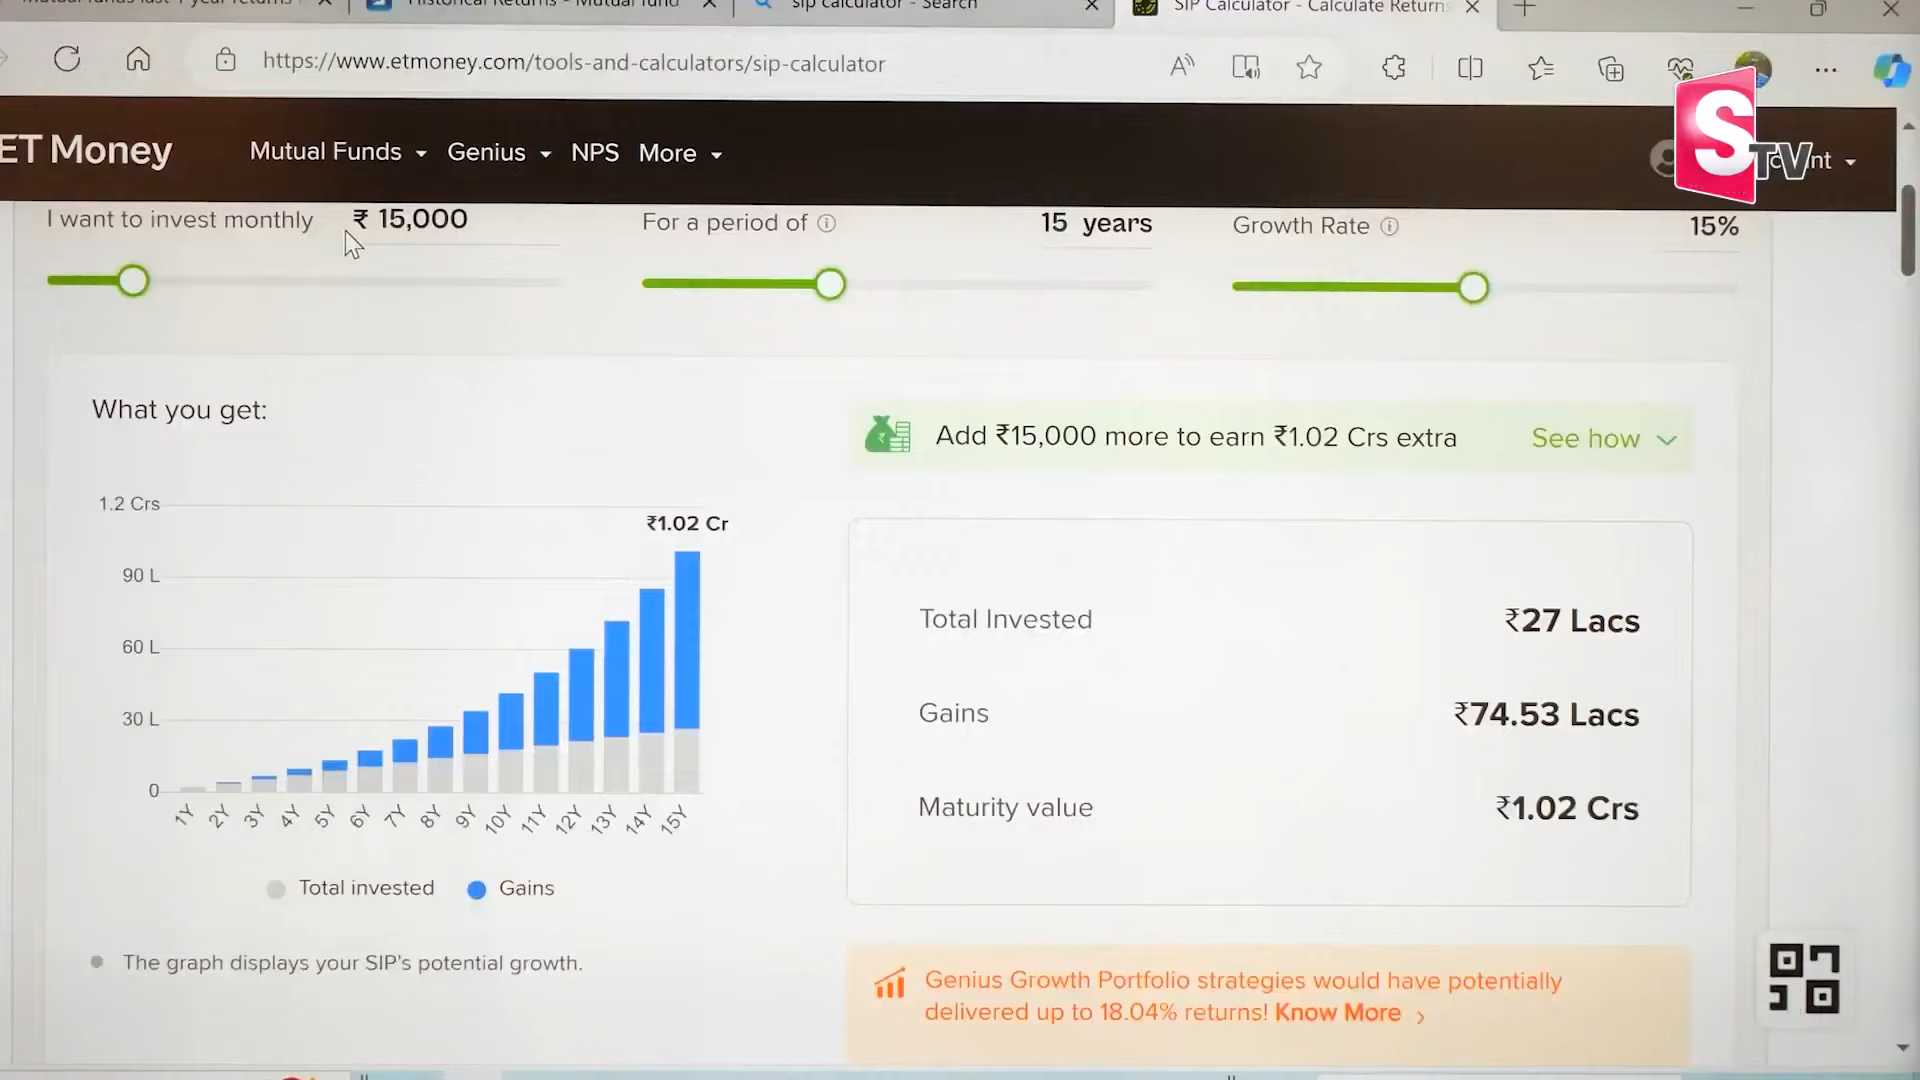 sip calculator - Search
SIP Calculator - Calculate Return
https://www.etmoney.com/tools-and-calculators/sip-calculator
ET Money
Mutual Funds
Genius
NPS
More
S
TV
I want to invest monthly ₹ 15,000
For a period of 15 years
Growth Rate 15%
What you get:
Add ₹15,000 more to earn ₹1.02 Crs extra See how
1.2 Crs
₹1.02 Cr
90 L
60 L
30 L
0
1Y 2Y 3Y 4Y 5Y 6Y 7Y 8Y 9Y 10Y 11Y 12Y 13Y 14Y 15Y
Total invested Gains
The graph displays your SIP's potential growth.
Total Invested ₹27 Lacs
Gains ₹74.53 Lacs
Maturity value ₹1.02 Crs
Genius Growth Portfolio strategies would have potentially
delivered up to 18.04% returns! Know More